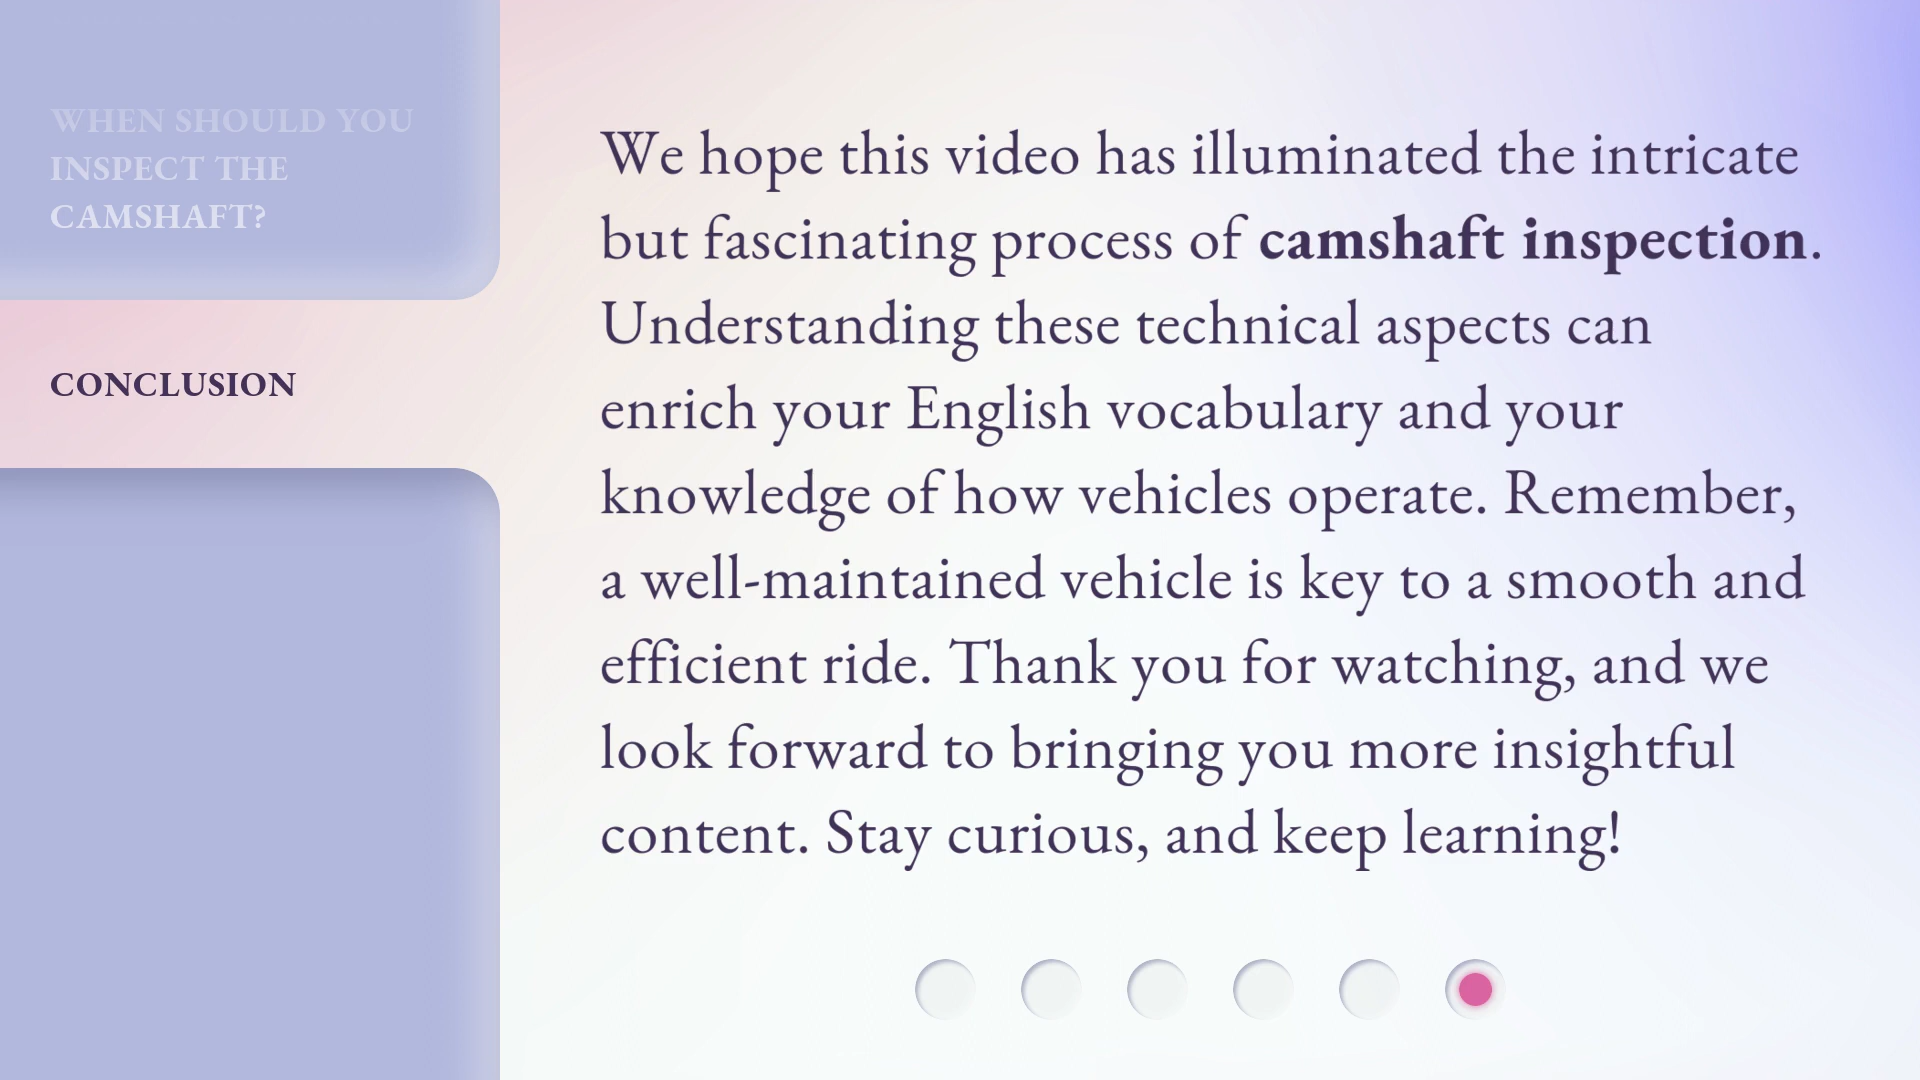 WHEN SHOULD YOU
INSPECT THE
CAMSHAFT?
CONCLUSION
We hope this video has illuminated the intricate
but fascinating process of camshaft inspection.
Understanding these technical aspects can
enrich your English vocabulary and your
knowledge of how vehicles operate. Remember,
a well-maintained vehicle is key to a smooth and
efficient ride. Thank you for watching, and we
look forward to bringing you more insightful
content. Stay curious, and keep learning!